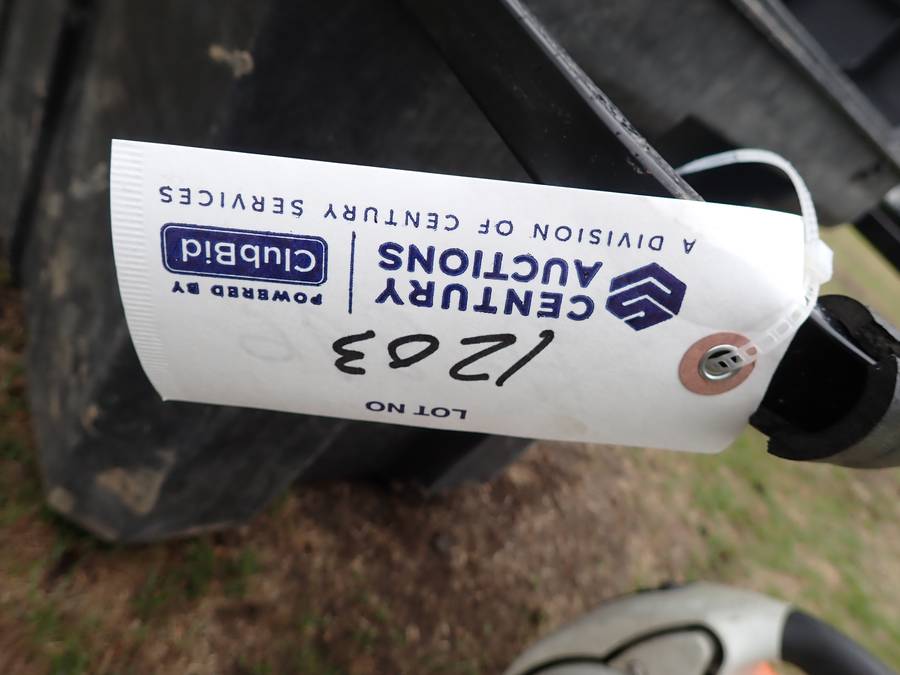 LOT NO
1203
CENTURY
AUCTIONS
POWERED BY
ClubBid
A DIVISION OF CENTURY SERVICES